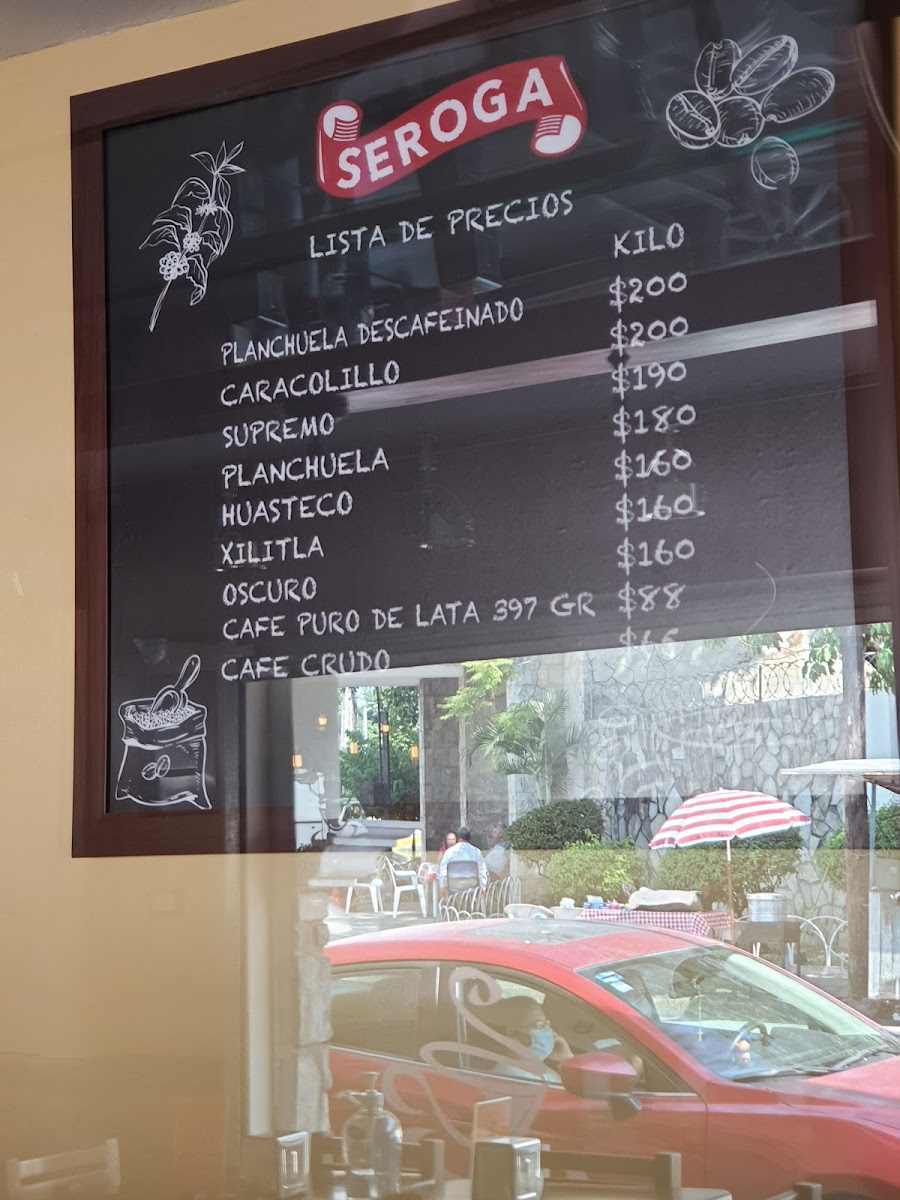 SEROGA
LISTA DE PRECIOS
KILO
PLANCHUELA DESCAFEINADO $200
CARACOLILLO $200
SUPREMO $190
PLANCHUELA $180
HUASTECO $160
XILITLA $160
OSCURO $160
CAFE PURO DE LATA 397 GR $88
CAFE CRUDO